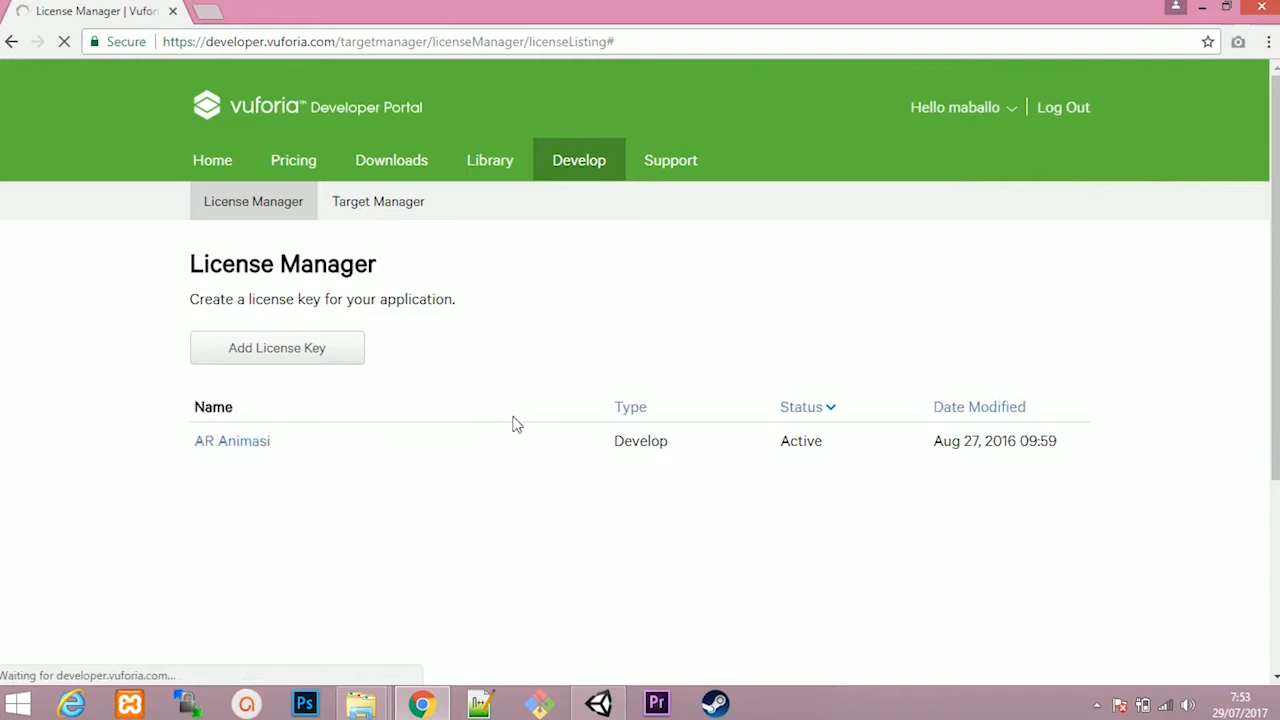 License Manager | Vufor
Secure
https://developer.vuforia.com/targetmanager/licenseManager/licenseListing#
vuforia™ Developer Portal
Hello maballo
Log Out
Home
Pricing
Downloads
Library
Develop
Support
License Manager
Target Manager
License Manager
Create a license key for your application.
Add License Key
Name
Type
Status
Date Modified
AR Animasi
Develop
Active
Aug 27, 2016 09:59
Waiting for developer.vuforia.com...
Ps
Pr
7:53
29/07/2017